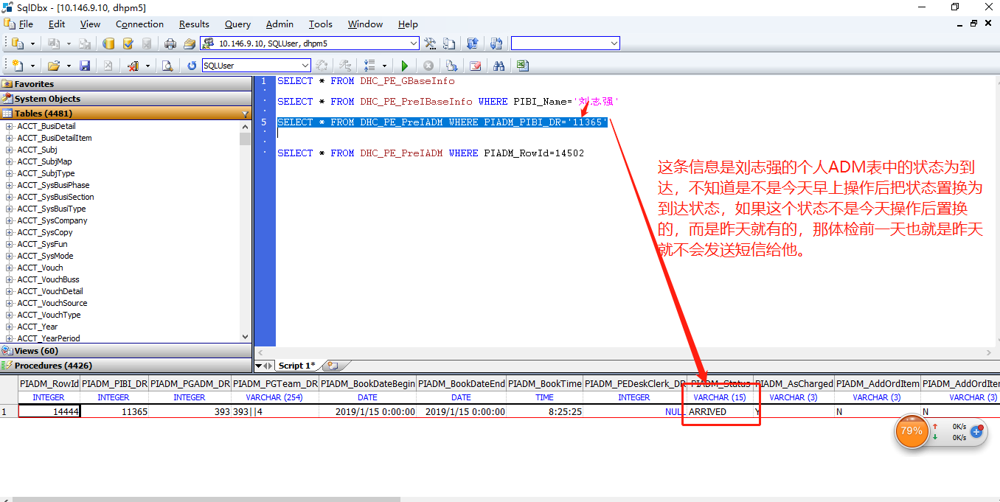 SqlDbx - [10.146.9.10, dhpm5]
File Edit View Connection Results Query Admin Tools Window Help
10.146.9.10, SQLUser, dhpm5
SQLUser
Favorites
System Objects
Tables (4481)
ACCT_BusiDetail
ACCT_BusiDetailItem
ACCT_Subj
ACCT_SubjMap
ACCT_SubjType
ACCT_SysBusiPhase
ACCT_SysBusiSection
ACCT_SysBusiType
ACCT_SysCompany
ACCT_SysCopy
ACCT_SysFun
ACCT_SysMode
ACCT_Vouch
ACCT_VouchBuss
ACCT_VouchDetail
ACCT_VouchSource
ACCT_VouchType
ACCT_Year
ACCT_YearPeriod
Views (60)
Procedures (4426)
1 SELECT * FROM DHC_PE_GBaseInfo
SELECT * FROM DHC_PE_PreIBaseInfo WHERE PIBI_Name='刘志强'
5 SELECT * FROM DHC_PE_PreIADM WHERE PIADM_PIBI_DR='11365'
SELECT * FROM DHC_PE_PreIADM WHERE PIADM_RowId=14502
这条信息是刘志强的个人ADM表中的状态为到
达，不知道是不是今天早上操作后把状态置换为
到达状态，如果这个状态不是今天操作后置换
的，而是昨天就有的，那体检前一天也就是昨天
就不会发送短信给他。
Script 1*
PIADM_RowId PIADM_PIBI_DR PIADM_PGADM_DR PIADM_PGTeam_DR PIADM_BookDateBegin PIADM_BookDateEnd PIADM_BookTime PIADM_PEDeskClerk_DR PIADM_Status PIADM_AsCharged PIADM_AddOrdItem PIADM_AddOrdIte
INTEGER INTEGER INTEGER VARCHAR (254) DATE DATE TIME INTEGER VARCHAR (15) VARCHAR (3) VARCHAR (3) VARCHAR (3)
1 14444 11365 393 393||4 2019/1/15 0:00:00 2019/1/15 0:00:00 8:25:25 NULL ARRIVED Y N N
79%
0K/s
0K/s